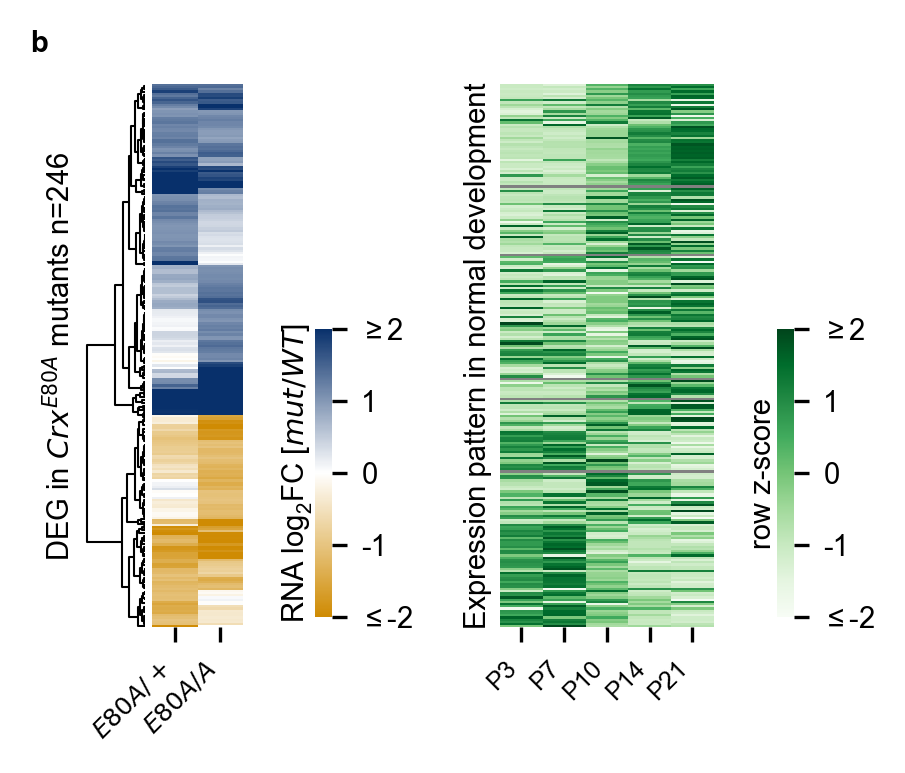 b
DEG in Crx^E80A mutants n=246
E80A/ +
E80A/A
RNA log₂FC [mut/WT]
≥ 2
1
0
-1
≤ -2
Expression pattern in normal development
P3
P7
P10
P14
P21
row z-score
≥ 2
1
0
-1
≤ -2